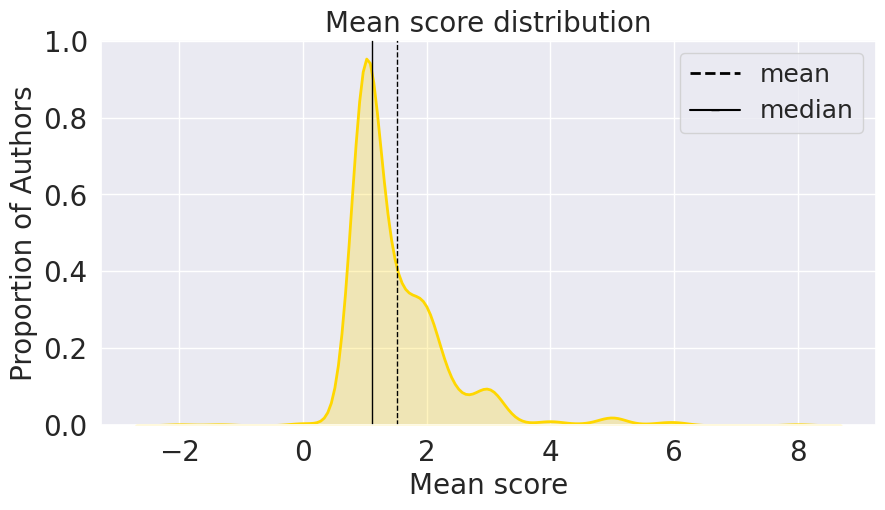 Mean score distribution
Proportion of Authors
1.0
0.8
0.6
0.4
0.2
0.0
mean
median
−2
0
2
4
6
8
Mean score